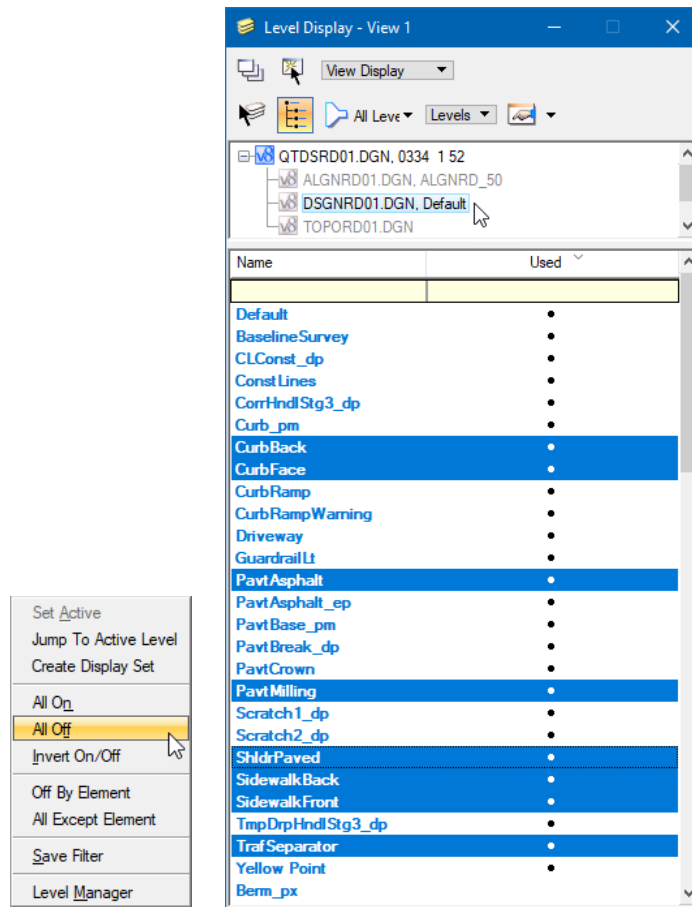 Level Display - View 1
View Display
All Leve
Levels
QTDSRD01.DGN, 0334 1 52
ALGNRD01.DGN, ALGNRD_50
DSGNRD01.DGN, Default
TOPORD01.DGN
Name Used
Default
BaselineSurvey
CLConst_dp
ConstLines
CorrHndlStg3_dp
Curb_pm
CurbBack
CurbFace
CurbRamp
CurbRampWarning
Driveway
GuardrailLt
PavtAsphalt
PavtAsphalt_ep
PavtBase_pm
PavtBreak_dp
PavtCrown
PavtMilling
Scratch1_dp
Scratch2_dp
ShldrPaved
SidewalkBack
SidewalkFront
TmpDrpHndlStg3_dp
TrafSeparator
Yellow Point
Berm_px
Set Active
Jump To Active Level
Create Display Set
All On
All Off
Invert On/Off
Off By Element
All Except Element
Save Filter
Level Manager